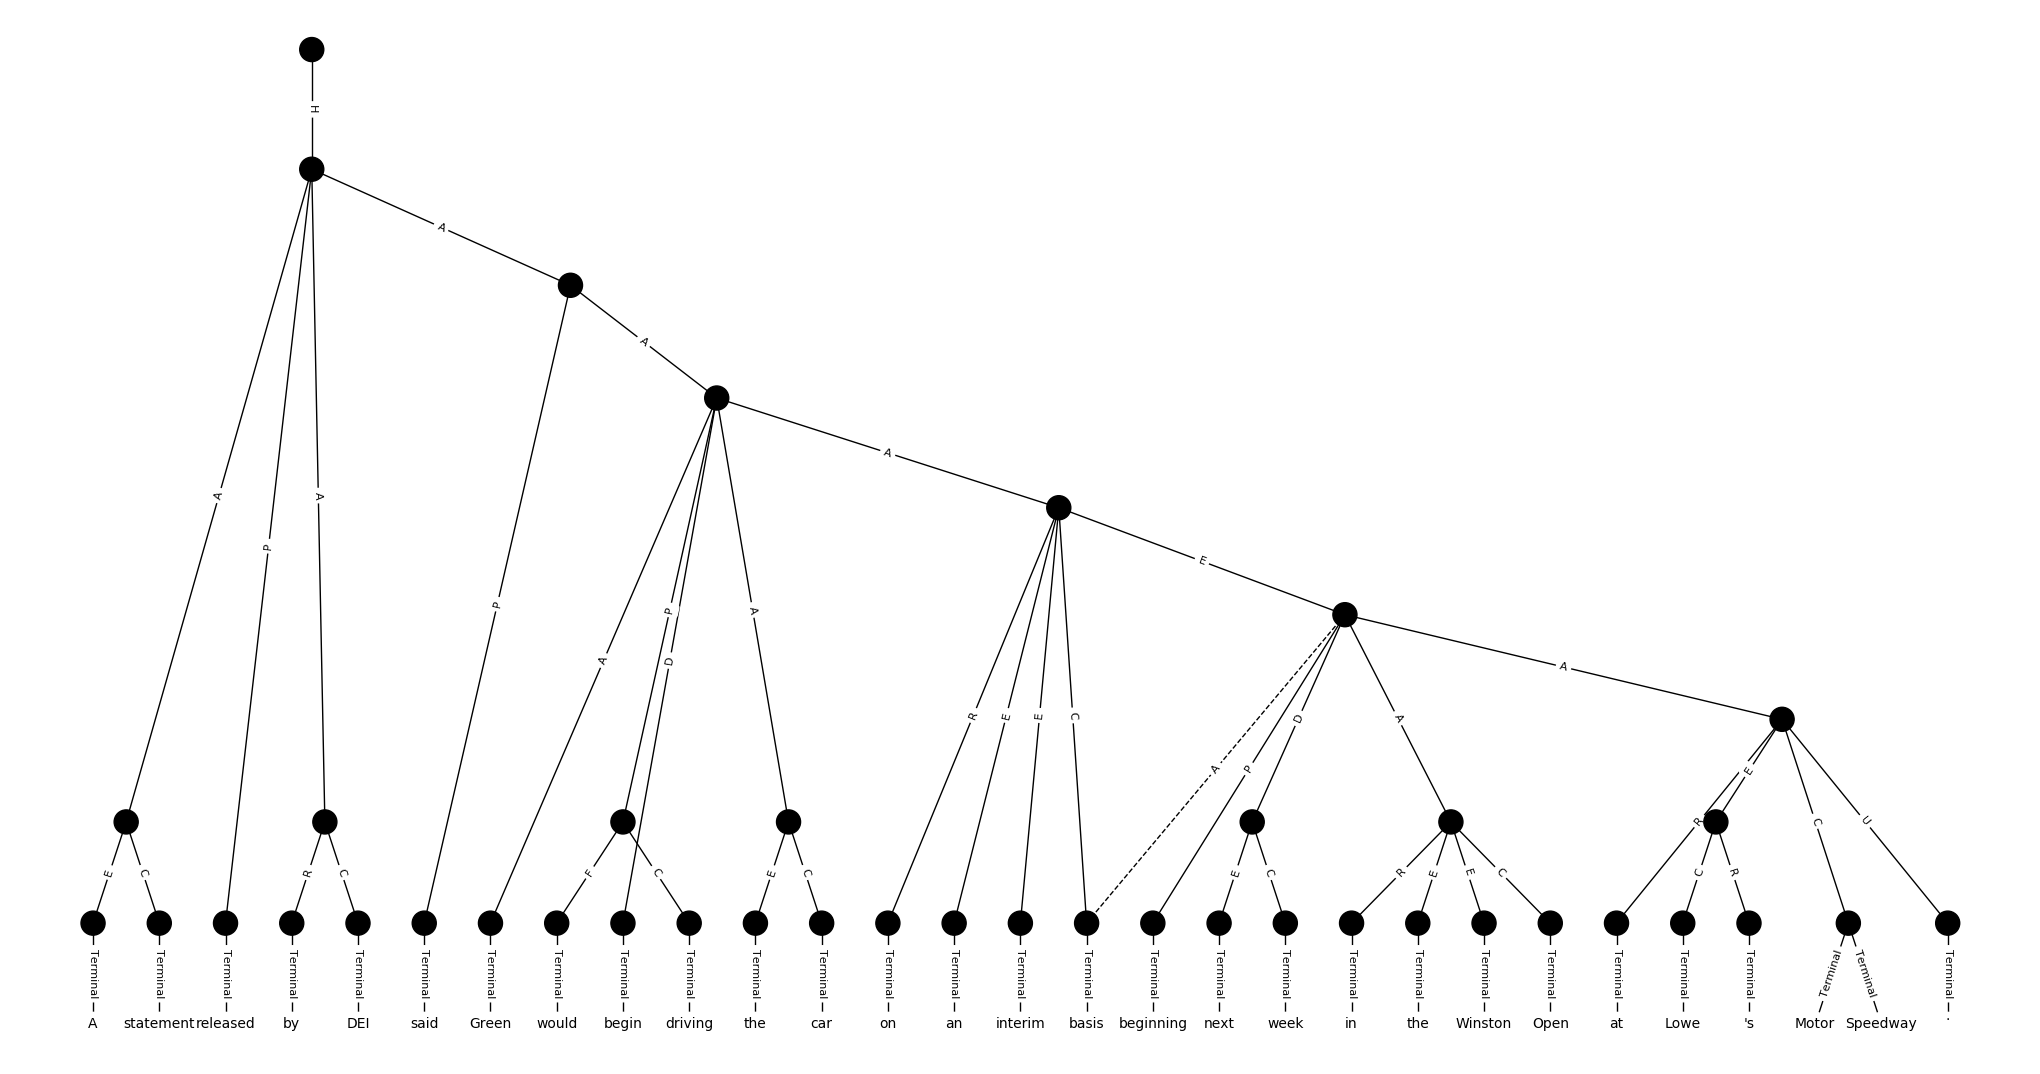 H
A
A
A
E
A
A P A P A P D A R E E C A P D A R E C U
E C R C F C E C E C R E E C C R
Terminal Terminal Terminal Terminal Terminal Terminal Terminal Terminal Terminal Terminal Terminal Terminal Terminal Terminal Terminal Terminal Terminal Terminal Terminal Terminal Terminal Terminal Terminal Terminal Terminal Terminal Terminal Terminal Terminal
A statement released by DEI said Green would begin driving the car on an interim basis beginning next week in the Winston Open at Lowe 's Motor Speedway .